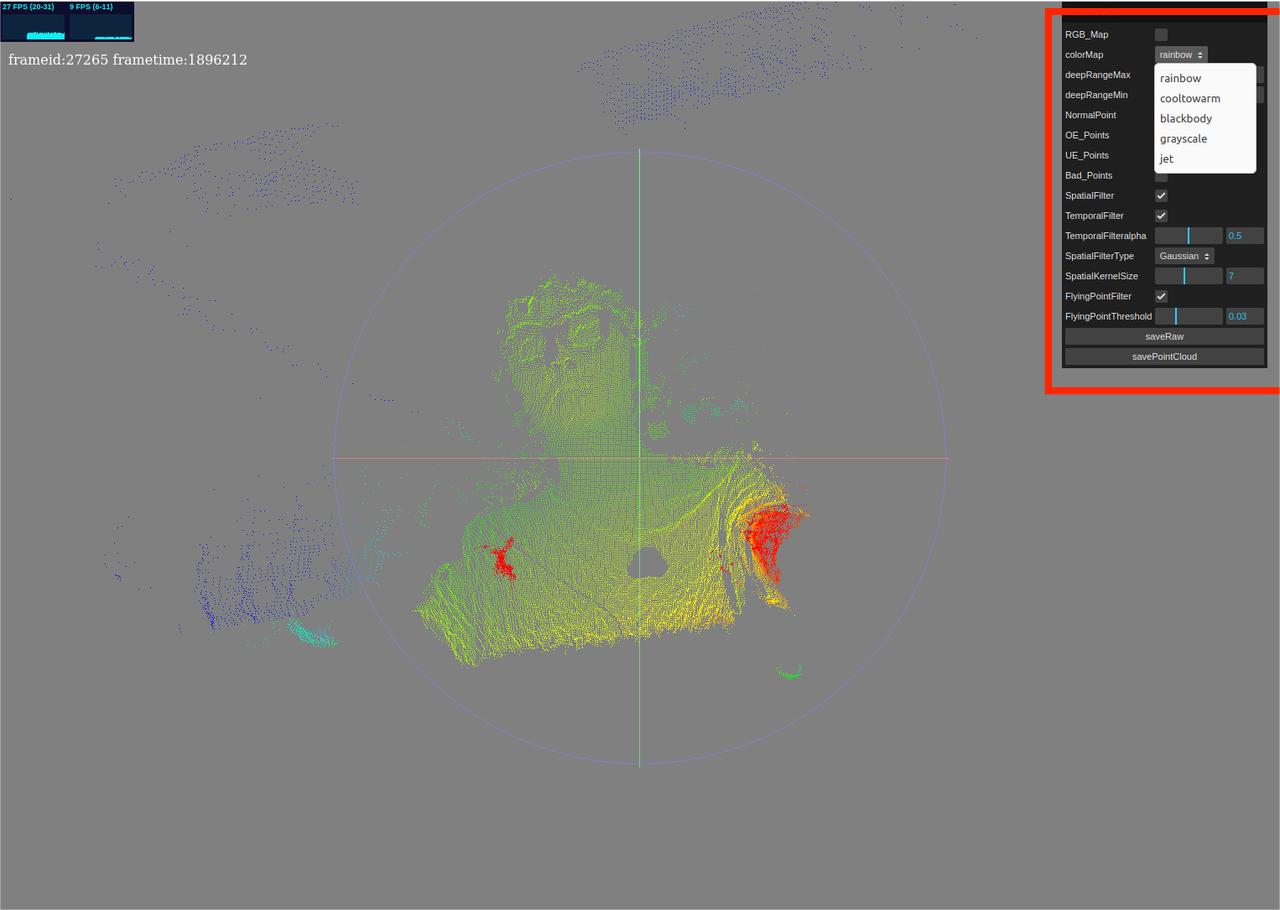 27 FPS (20-31) 9 FPS (6-11)
frameid:27265 frametime:1896212
RGB_Map
colorMap rainbow
rainbow
cooltowarm
blackbody
grayscale
jet
deepRangeMax
deepRangeMin
NormalPoint
OE_Points
UE_Points
Bad_Points
SpatialFilter
TemporalFilter
TemporalFilteralpha 0.5
SpatialFilterType Gaussian
SpatialKernelSize 7
FlyingPointFilter
FlyingPointThreshold 0.03
saveRaw
savePointCloud